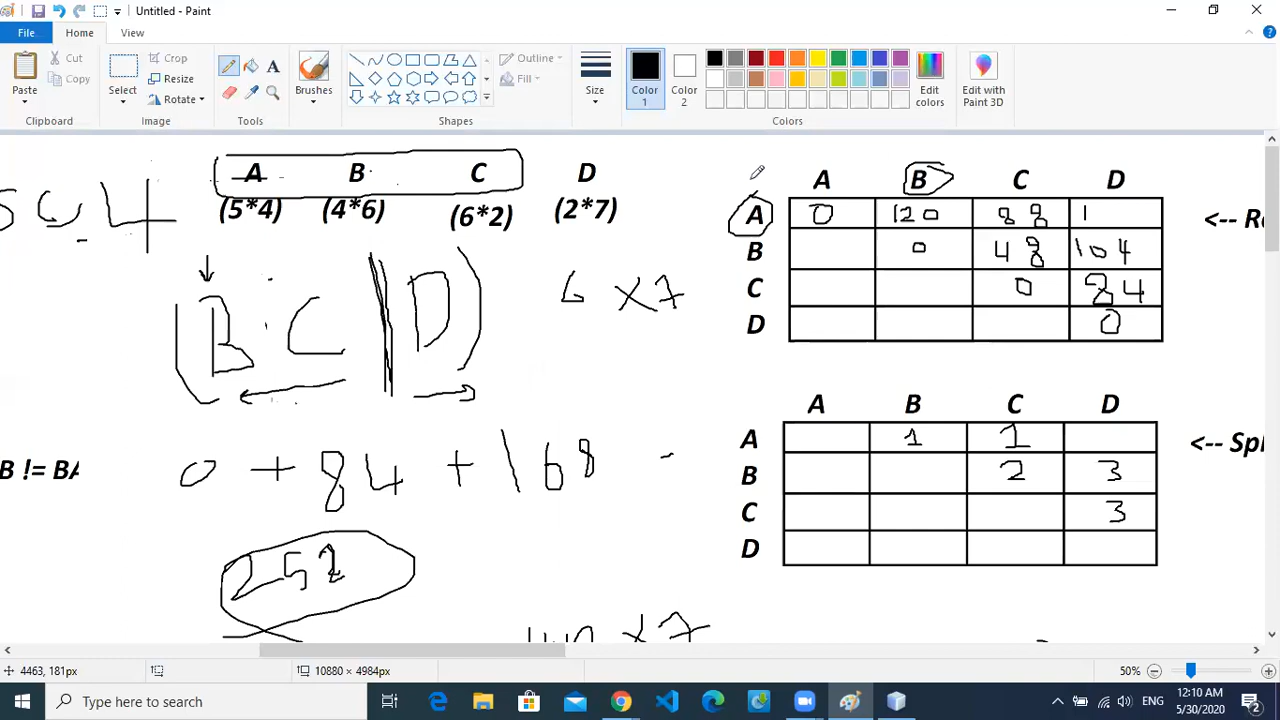 Untitled - Paint
File Home View
Paste
Cut
Copy
Clipboard
Select
Crop
Resize
Rotate
Image
Tools
Brushes
Shapes
Outline
Fill
Size
Color 1
Color 2
Colors
Edit colors
Edit with Paint 3D
A B C D
(5*4) (4*6) (6*2) (2*7)
(B C D)
6 x 7
B != BA
0 + 84 + 168
252
x 7
A B C D
A 0 120 88 1
B 0 48 104
C 0 84
D 0
<-- Re
A B C D
A 1 1
B 2 3
C 3
D
<-- Spl
4463, 181px
10880 × 4984px
50%
Type here to search
ENG
12:10 AM
5/30/2020
2